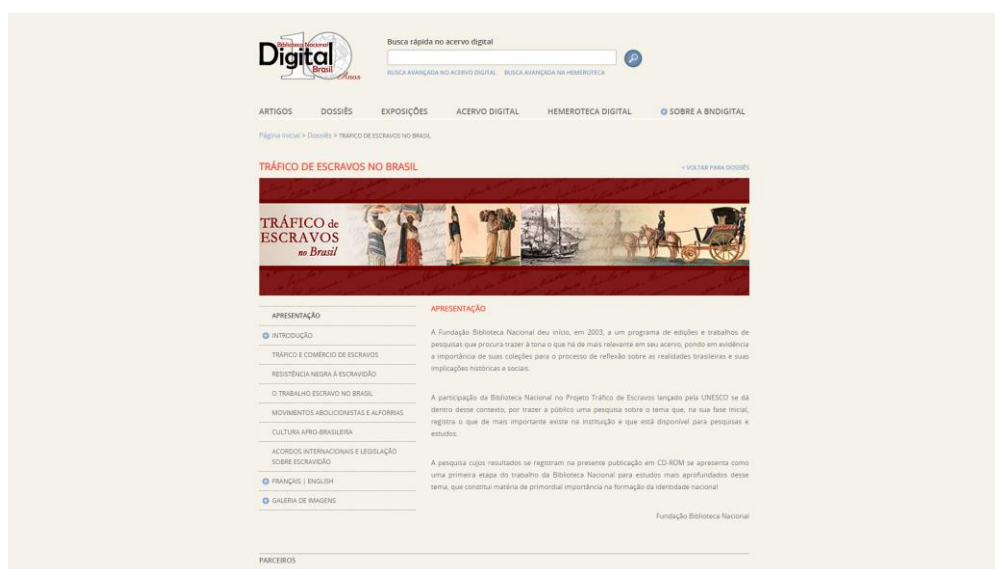 Biblioteca Nacional
Digital
Brasil
10 Anos
Busca rápida no acervo digital
BUSCA AVANÇADA NO ACERVO DIGITAL BUSCA AVANÇADA NA HEMEROTECA
ARTIGOS DOSSIÊS EXPOSIÇÕES ACERVO DIGITAL HEMEROTECA DIGITAL SOBRE A BNDIGITAL
Página Inicial > Dossiês > TRÁFICO DE ESCRAVOS NO BRASIL
TRÁFICO DE ESCRAVOS NO BRASIL
< VOLTAR PARA DOSSIÊS
TRÁFICO de
ESCRAVOS
no Brasil
APRESENTAÇÃO
INTRODUÇÃO
TRÁFICO E COMÉRCIO DE ESCRAVOS
RESISTÊNCIA NEGRA À ESCRAVIDÃO
O TRABALHO ESCRAVO NO BRASIL
MOVIMENTOS ABOLICIONISTAS E ALFORRIAS
CULTURA AFRO-BRASILEIRA
ACORDOS INTERNACIONAIS E LEGISLAÇÃO
SOBRE ESCRAVIDÃO
FRANÇAIS | ENGLISH
GALERIA DE IMAGENS
APRESENTAÇÃO
A Fundação Biblioteca Nacional deu início, em 2003, a um programa de edições e trabalhos de
pesquisas que procura trazer à tona o que há de mais relevante em seu acervo, pondo em evidência
a importância de suas coleções para o processo de reflexão sobre as realidades brasileiras e suas
implicações históricas e sociais.
A participação da Biblioteca Nacional no Projeto Tráfico de Escravos lançado pela UNESCO se dá
dentro desse contexto, por trazer a público uma pesquisa sobre o tema que, na sua fase inicial,
registra o que de mais importante existe na instituição e que está disponível para pesquisas e
estudos.
A pesquisa cujos resultados se registram na presente publicação em CD-ROM se apresenta como
uma primeira etapa do trabalho da Biblioteca Nacional para estudos mais aprofundados desse
tema, que constitui matéria de primordial importância na formação da identidade nacional
Fundação Biblioteca Nacional
PARCEIROS